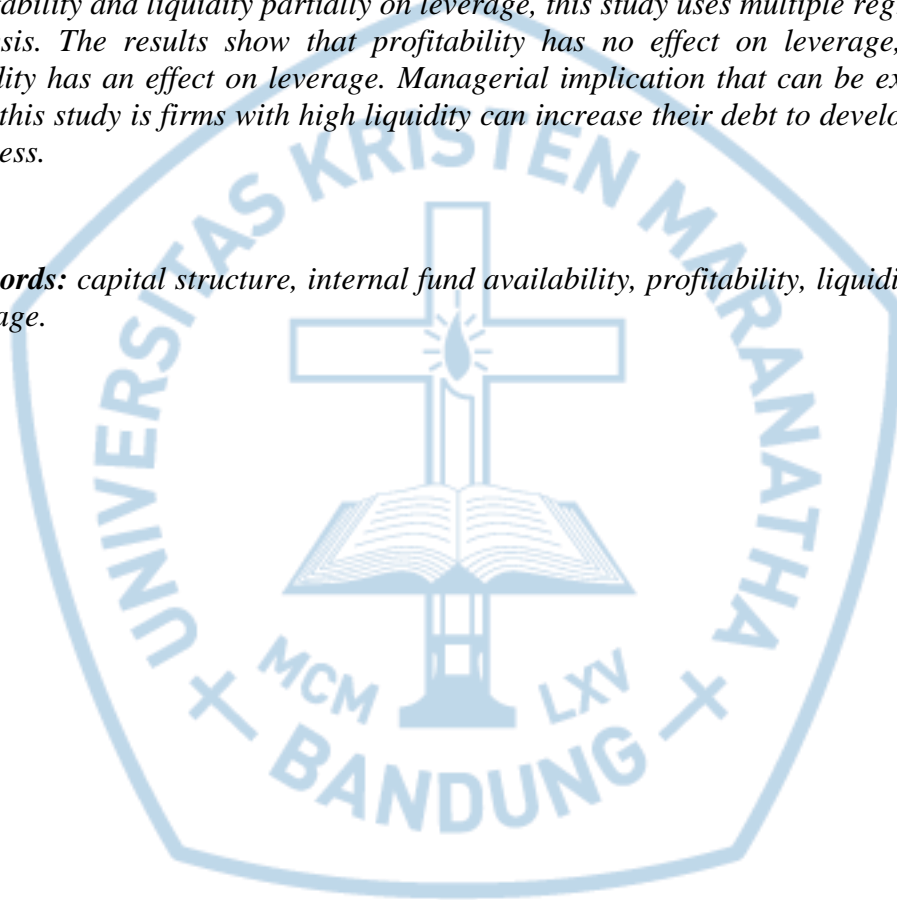 tability and liquidity partially on leverage, this study uses multiple reg
sis. The results show that profitability has no effect on leverage,
lity has an effect on leverage. Managerial implication that can be ex
this study is firms with high liquidity can increase their debt to develo
ess.
ords: capital structure, internal fund availability, profitability, liquidi
age.
UNIVERSITAS KRISTEN MARANATHA
MCM LXV
BANDUNG